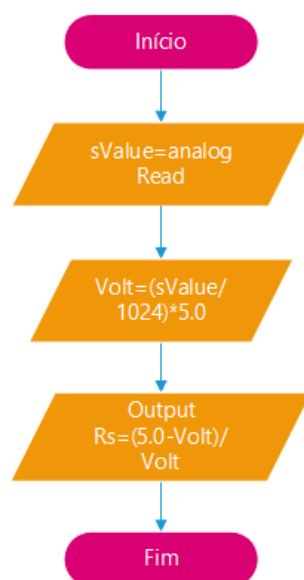 Início
sValue=analog
Read
Volt=(sValue/
1024)*5.0
Output
Rs=(5.0-Volt)/
Volt
Fim